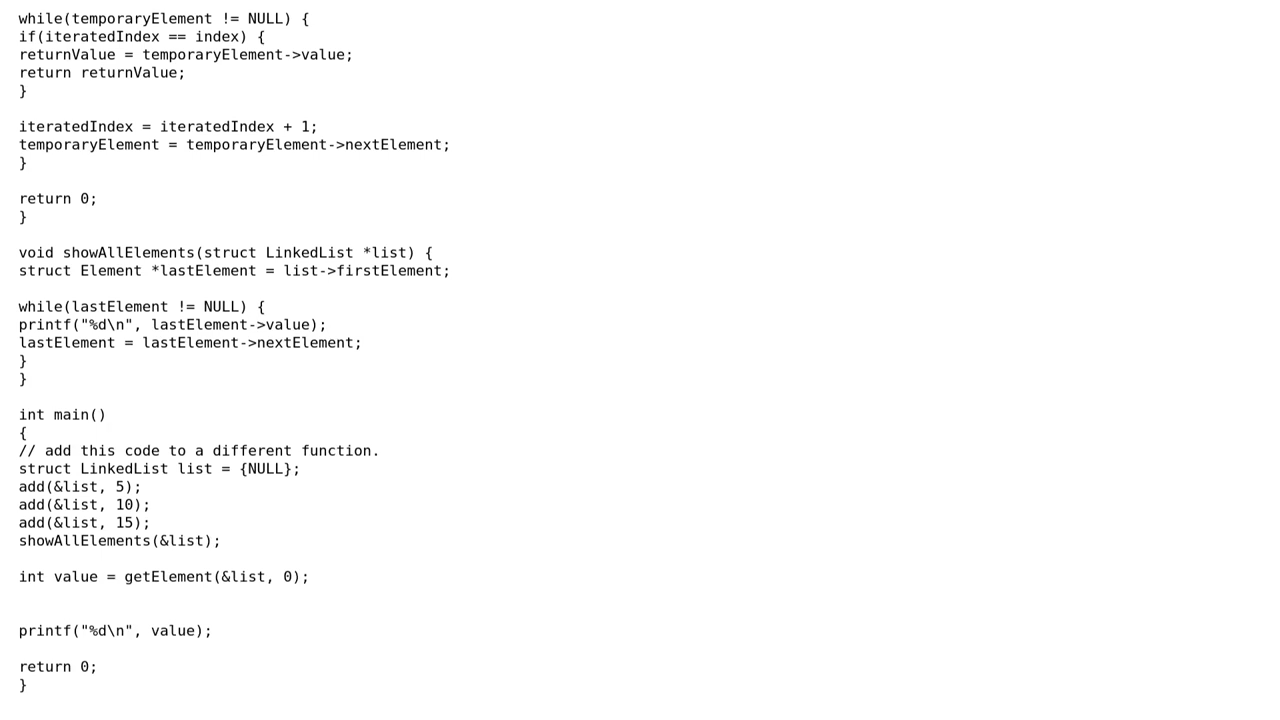 while(temporaryElement != NULL) {
if(iteratedIndex == index) {
returnValue = temporaryElement->value;
return returnValue;
}
iteratedIndex = iteratedIndex + 1;
temporaryElement = temporaryElement->nextElement;
}
return 0;
}
void showAllElements(struct LinkedList *list) {
struct Element *lastElement = list->firstElement;
while(lastElement != NULL) {
printf("%d\n", lastElement->value);
lastElement = lastElement->nextElement;
}
}
int main()
{
// add this code to a different function.
struct LinkedList list = {NULL};
add(&list, 5);
add(&list, 10);
add(&list, 15);
showAllElements(&list);
int value = getElement(&list, 0);
printf("%d\n", value);
return 0;
}